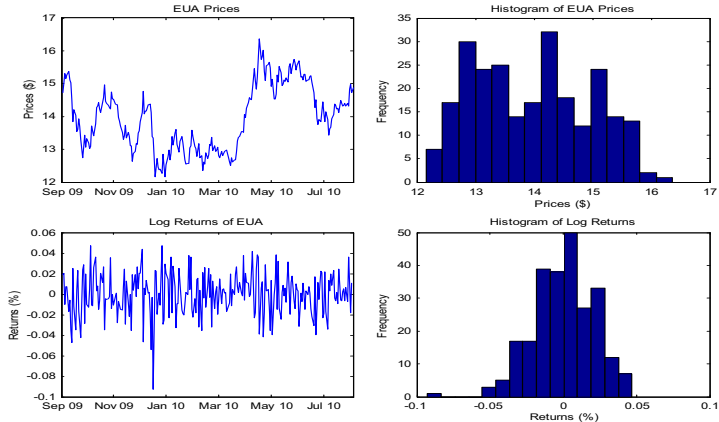 EUA Prices
17
16
15
14
13
12
Prices ($)
Sep 09 Nov 09 Jan 10 Mar 10 May 10 Jul 10
Histogram of EUA Prices
35
30
25
20
15
10
5
0
Frequency
12 13 14 15 16 17
Prices ($)
Log Returns of EUA
0.06
0.04
0.02
0
-0.02
-0.04
-0.06
-0.08
-0.1
Returns (%)
Sep 09 Nov 09 Jan 10 Mar 10 May 10 Jul 10
Histogram of Log Returns
50
40
30
20
10
0
Frequency
-0.1 -0.05 0 0.05 0.1
Returns (%)